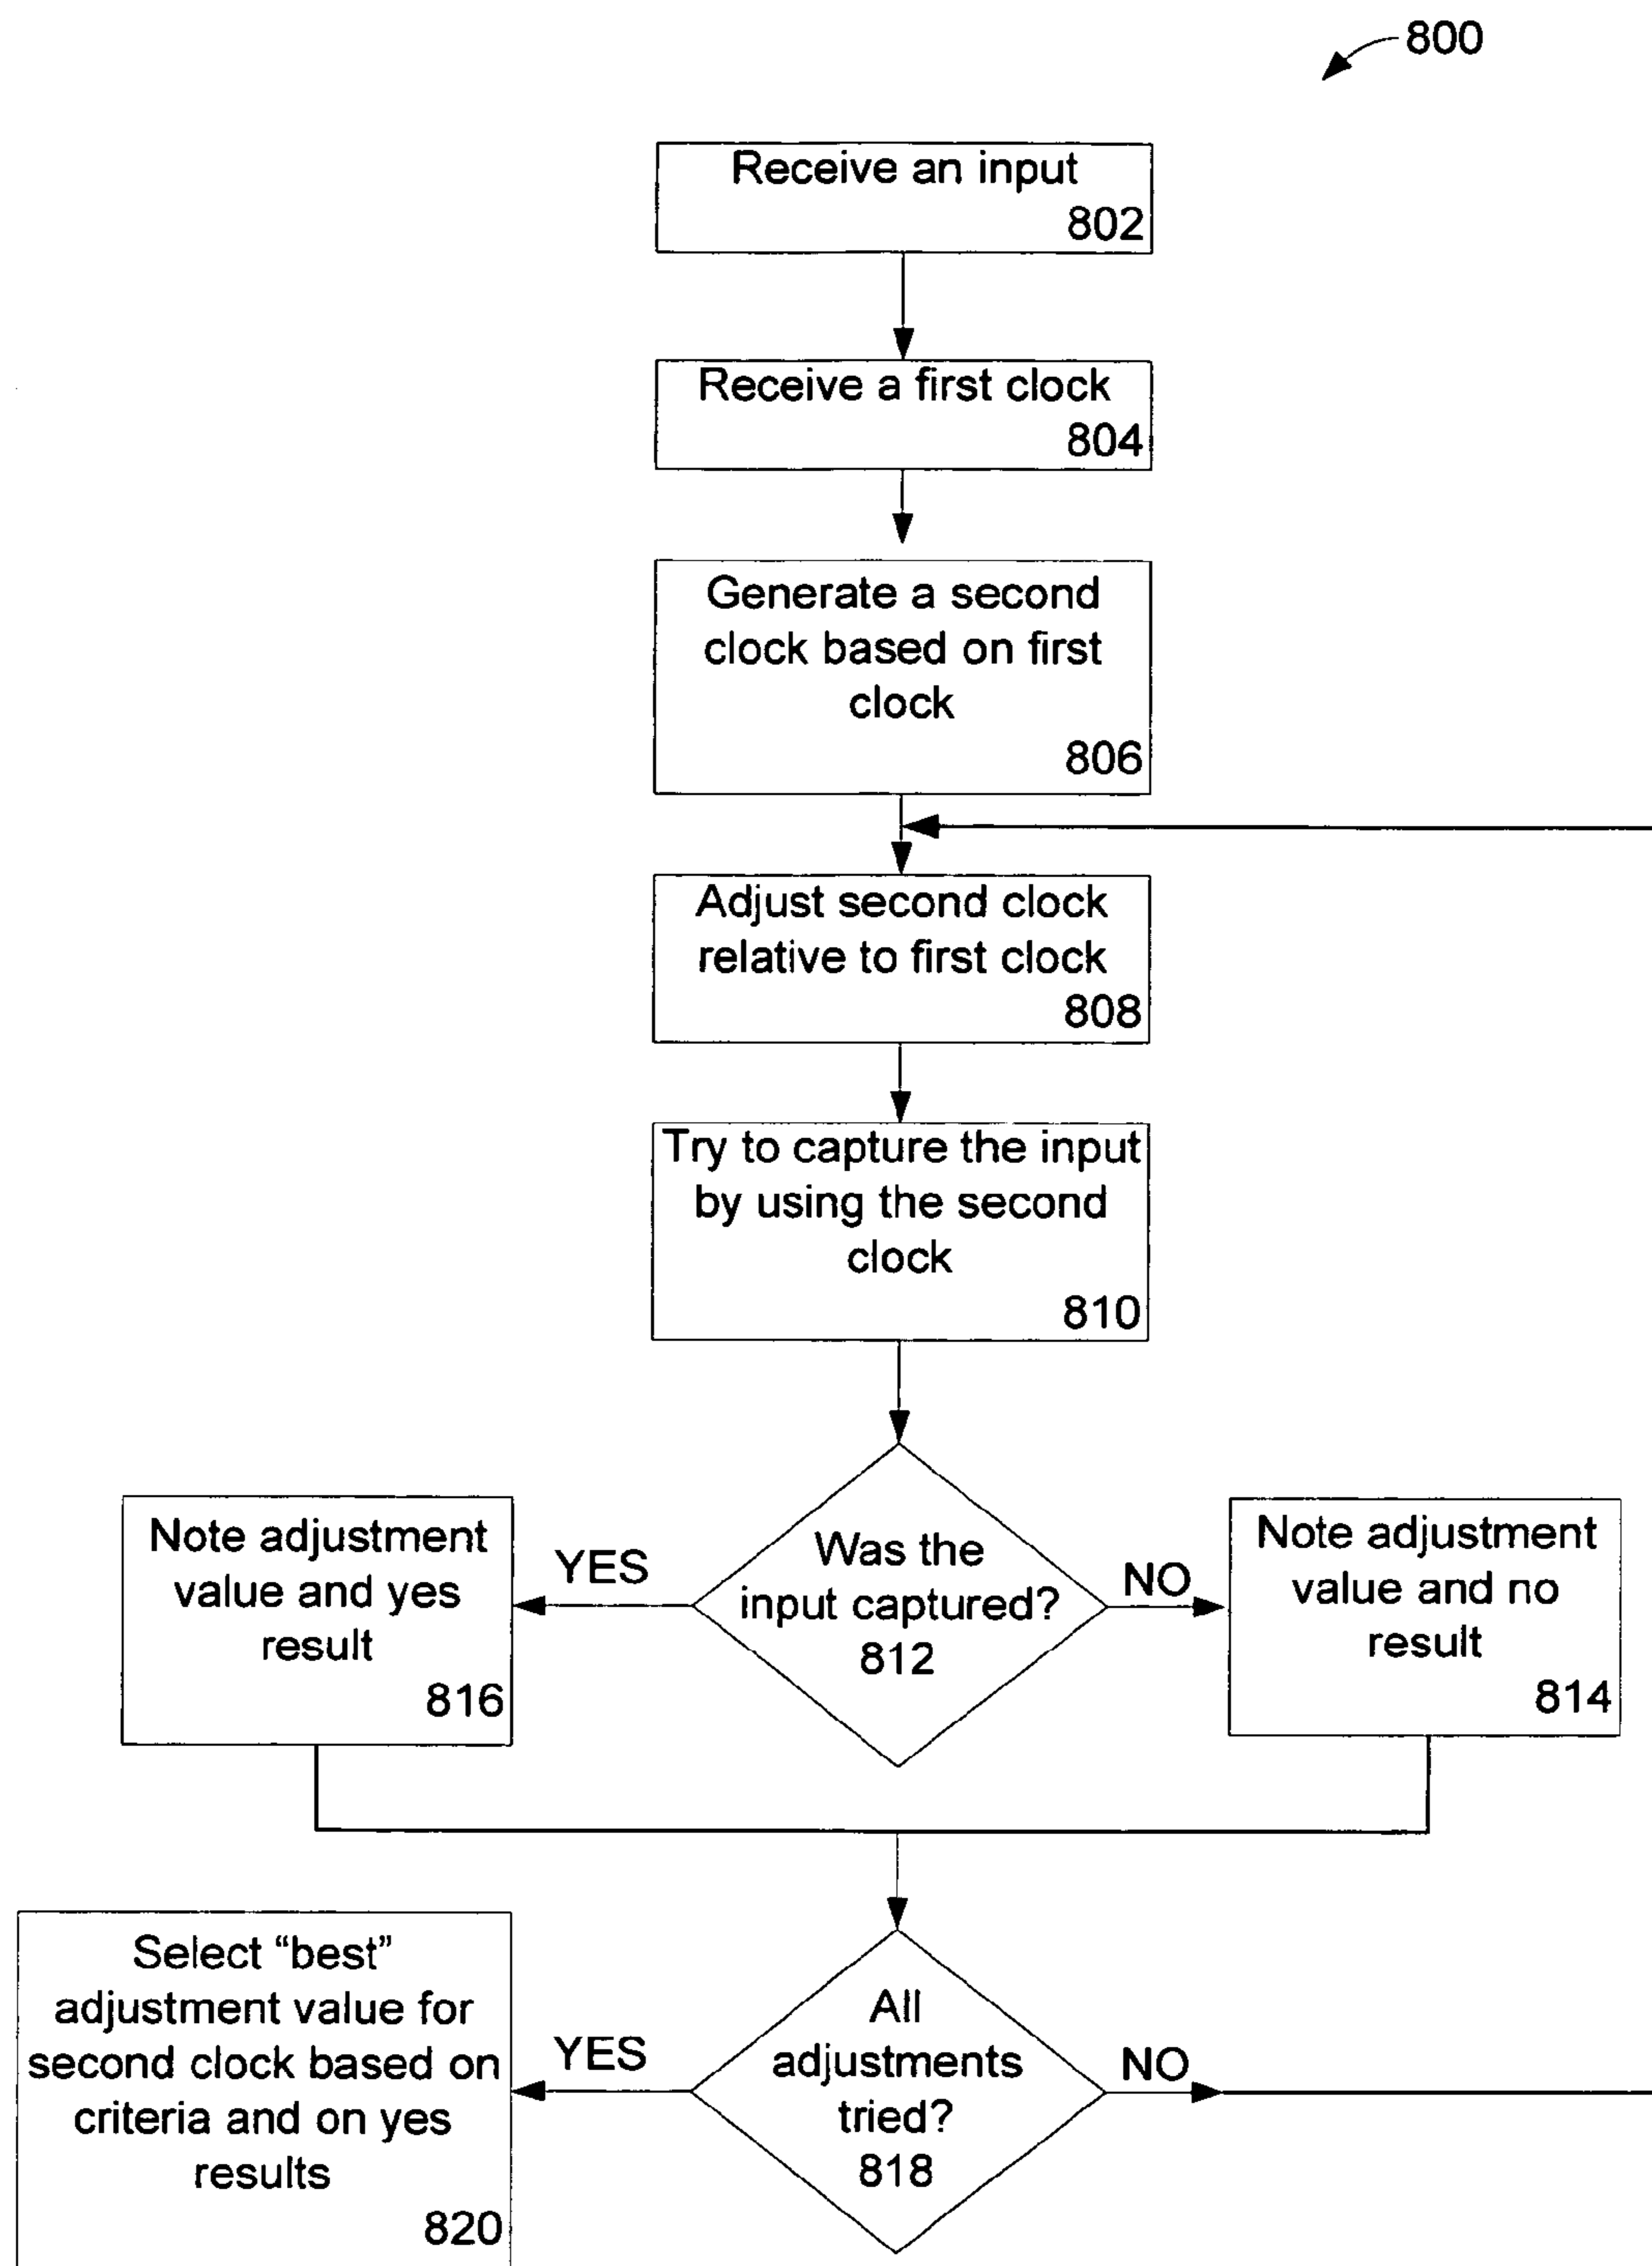 800
Receive an input
802
Receive a first clock
804
Generate a second
clock based on first
clock
806
Adjust second clock
relative to first clock
808
Try to capture the input
by using the second
clock
810
Was the
input captured?
812
YES
NO
Note adjustment
value and yes
result
816
Note adjustment
value and no
result
814
All
adjustments
tried?
818
YES
NO
Select “best”
adjustment value for
second clock based on
criteria and on yes
results
820